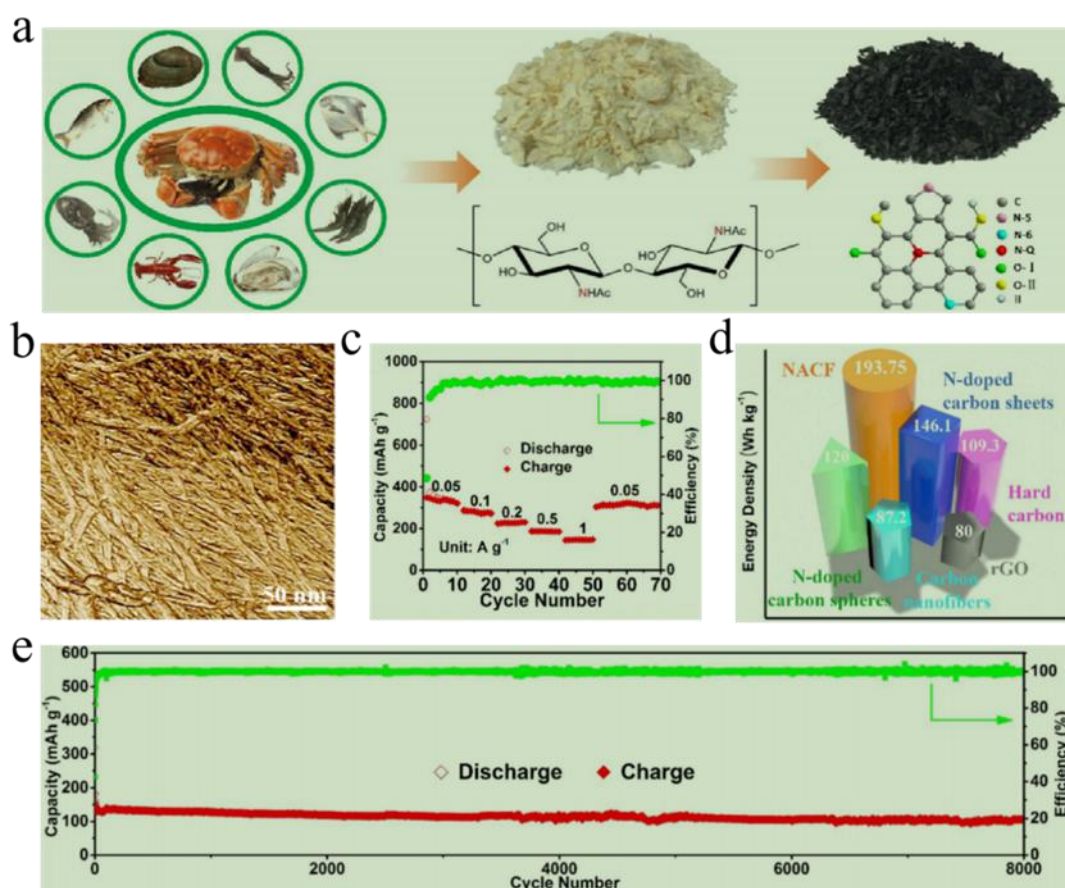 a
OH
O
HO
NHAc
O
NHAc
HO
O
OH
O
C
N-5
N-6
N-Q
O-I
O-II
II
b
50 nm
c
1000
800
600
400
200
0
Capacity (mAh g⁻¹)
Discharge
Charge
0.05
0.1
0.2
0.5
1
0.05
Unit: A g⁻¹
0 10 20 30 40 50 60 70
Cycle Number
100
80
60
40
20
0
Efficiency (%)
d
Energy Density (Wh kg⁻¹)
NACF
193.75
N-doped
carbon sheets
146.1
109.3
120
Hard
carbon
87.2
80
rGO
N-doped
carbon spheres
Carbon
nanofibers
e
600
500
400
300
200
100
0
Capacity (mAh g⁻¹)
Discharge
Charge
0 2000 4000 6000 8000
Cycle Number
100
80
60
40
20
0
Efficiency (%)